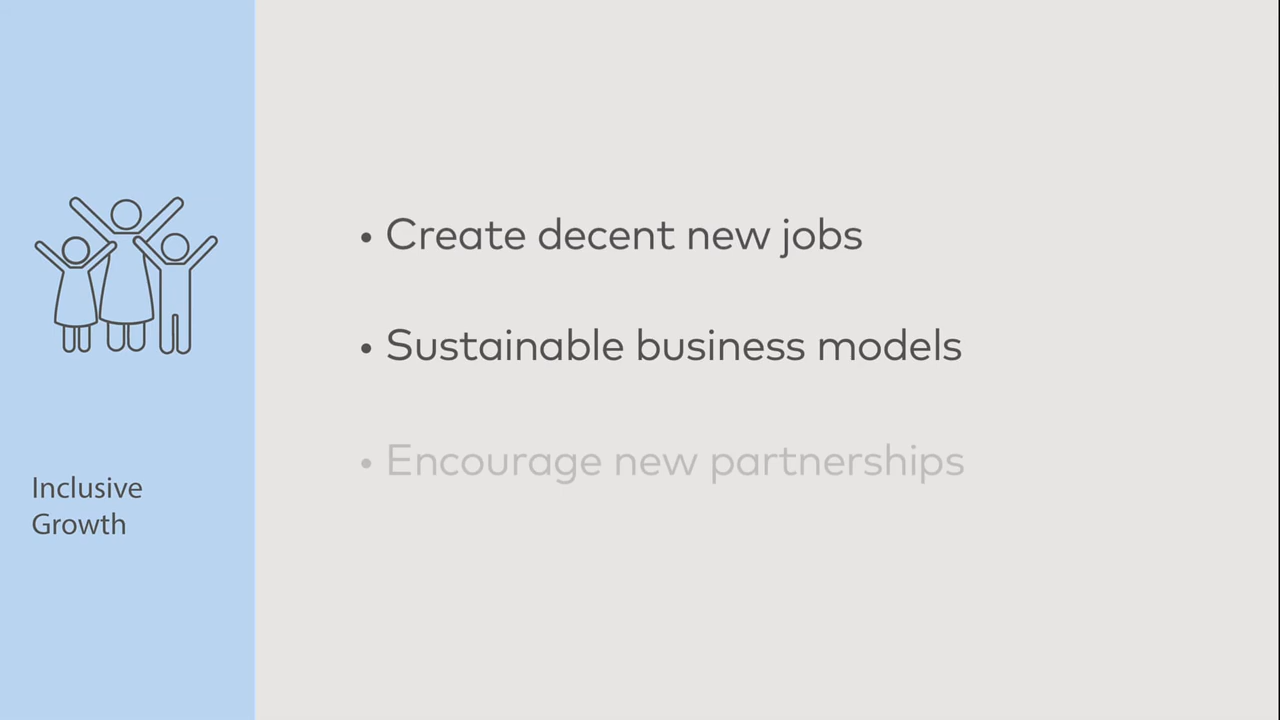 • Create decent new jobs
• Sustainable business models
• Encourage new partnerships
Inclusive
Growth